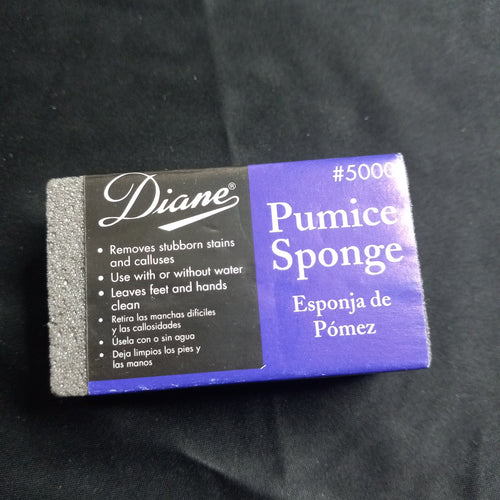 Diane®
• Removes stubborn stains
and calluses
• Use with or without water
• Leaves feet and hands
clean
• Retira las manchas difíciles
y las callosidades
• Úsela con o sin agua
• Deja limpios los pies y
las manos
#5000
Pumice
Sponge
Esponja de
Pómez